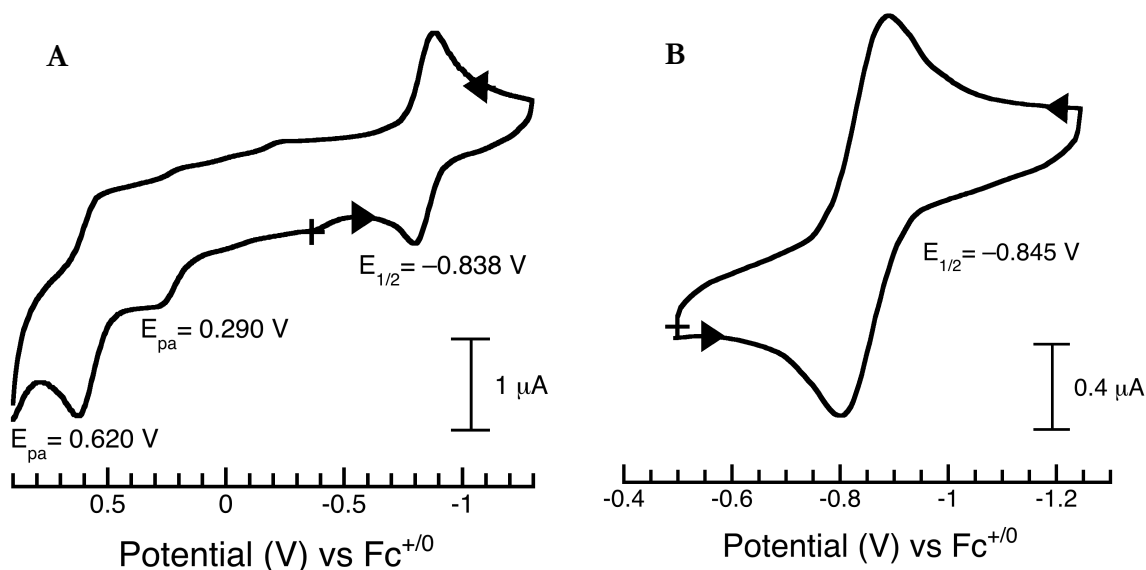 A
E1/2= –0.838 V
Epa= 0.290 V
1 μA
Epa= 0.620 V
0.5 0 -0.5 -1
Potential (V) vs Fc+/0
B
E1/2= –0.845 V
0.4 μA
-0.4 -0.6 -0.8 -1 -1.2
Potential (V) vs Fc+/0